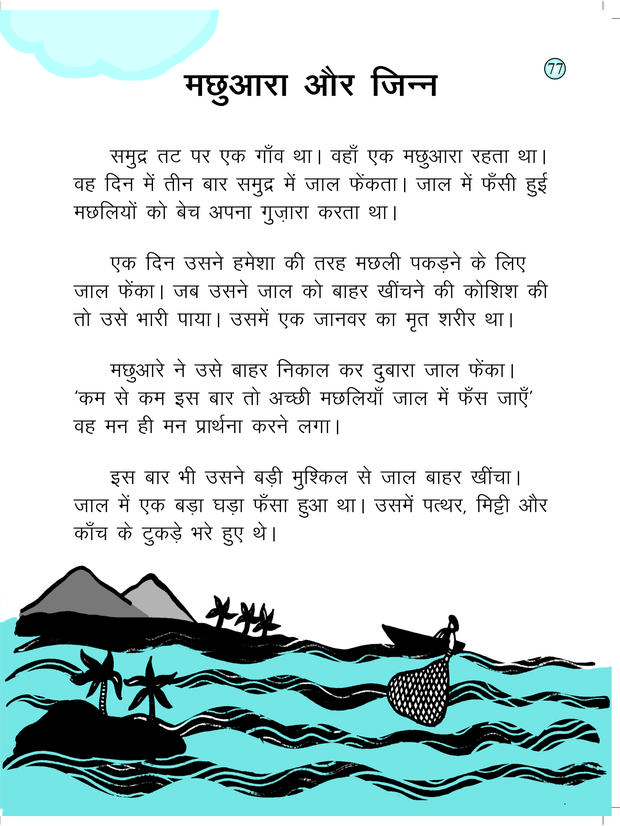 77
मछुआरा और जिन्न
समुद्र तट पर एक गाँव था। वहाँ एक मछुआरा रहता था।
वह दिन में तीन बार समुद्र में जाल फेंकता। जाल में फँसी हुई
मछलियों को बेच अपना गुज़ारा करता था।
एक दिन उसने हमेशा की तरह मछली पकड़ने के लिए
जाल फेंका। जब उसने जाल को बाहर खींचने की कोशिश की
तो उसे भारी पाया। उसमें एक जानवर का मृत शरीर था।
मछुआरे ने उसे बाहर निकाल कर दुबारा जाल फेंका।
'कम से कम इस बार तो अच्छी मछलियाँ जाल में फँस जाएँ'
वह मन ही मन प्रार्थना करने लगा।
इस बार भी उसने बड़ी मुश्किल से जाल बाहर खींचा।
जाल में एक बड़ा घड़ा फँसा हुआ था। उसमें पत्थर, मिट्टी और
काँच के टुकड़े भरे हुए थे।